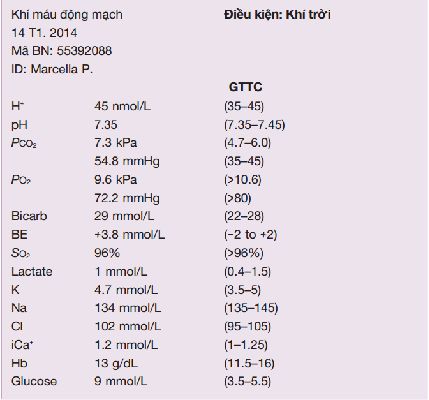 Khí máu động mạch Điều kiện: Khí trời
14 T1. 2014
Mã BN: 55392088
ID: Marcella P.
GTTC
H⁺ 45 nmol/L (35–45)
pH 7.35 (7.35–7.45)
PCO₂ 7.3 kPa (4.7–6.0)
54.8 mmHg (35–45)
PO₂ 9.6 kPa (>10.6)
72.2 mmHg (>80)
Bicarb 29 mmol/L (22–28)
BE +3.8 mmol/L (−2 to +2)
SO₂ 96% (>96%)
Lactate 1 mmol/L (0.4–1.5)
K 4.7 mmol/L (3.5–5)
Na 134 mmol/L (135–145)
Cl 102 mmol/L (95–105)
iCa⁺ 1.2 mmol/L (1–1.25)
Hb 13 g/dL (11.5–16)
Glucose 9 mmol/L (3.5–5.5)